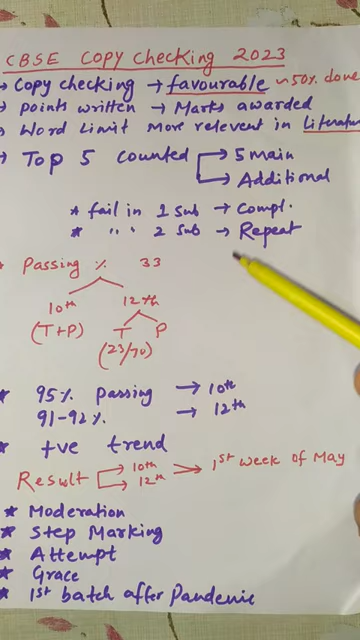 CBSE Copy Checking 2023
Copy checking → favourable ~50% done
points written → Marks awarded
Word Limit More relevent in Literatur
Top 5 counted → 5 main
→ Additional
* fail in 1 Sub → Compl.
* " " 2 Sub → Repeat
Passing % 33
10th 12th
(T+P) T P
(23/70)
95% Passing → 10th
91-92% → 12th
* +ve trend
Result → 10th → 1st week of May
→ 12th
* Moderation
* Step Marking
* Attempt
* Grace
* 1st batch after Pandemic